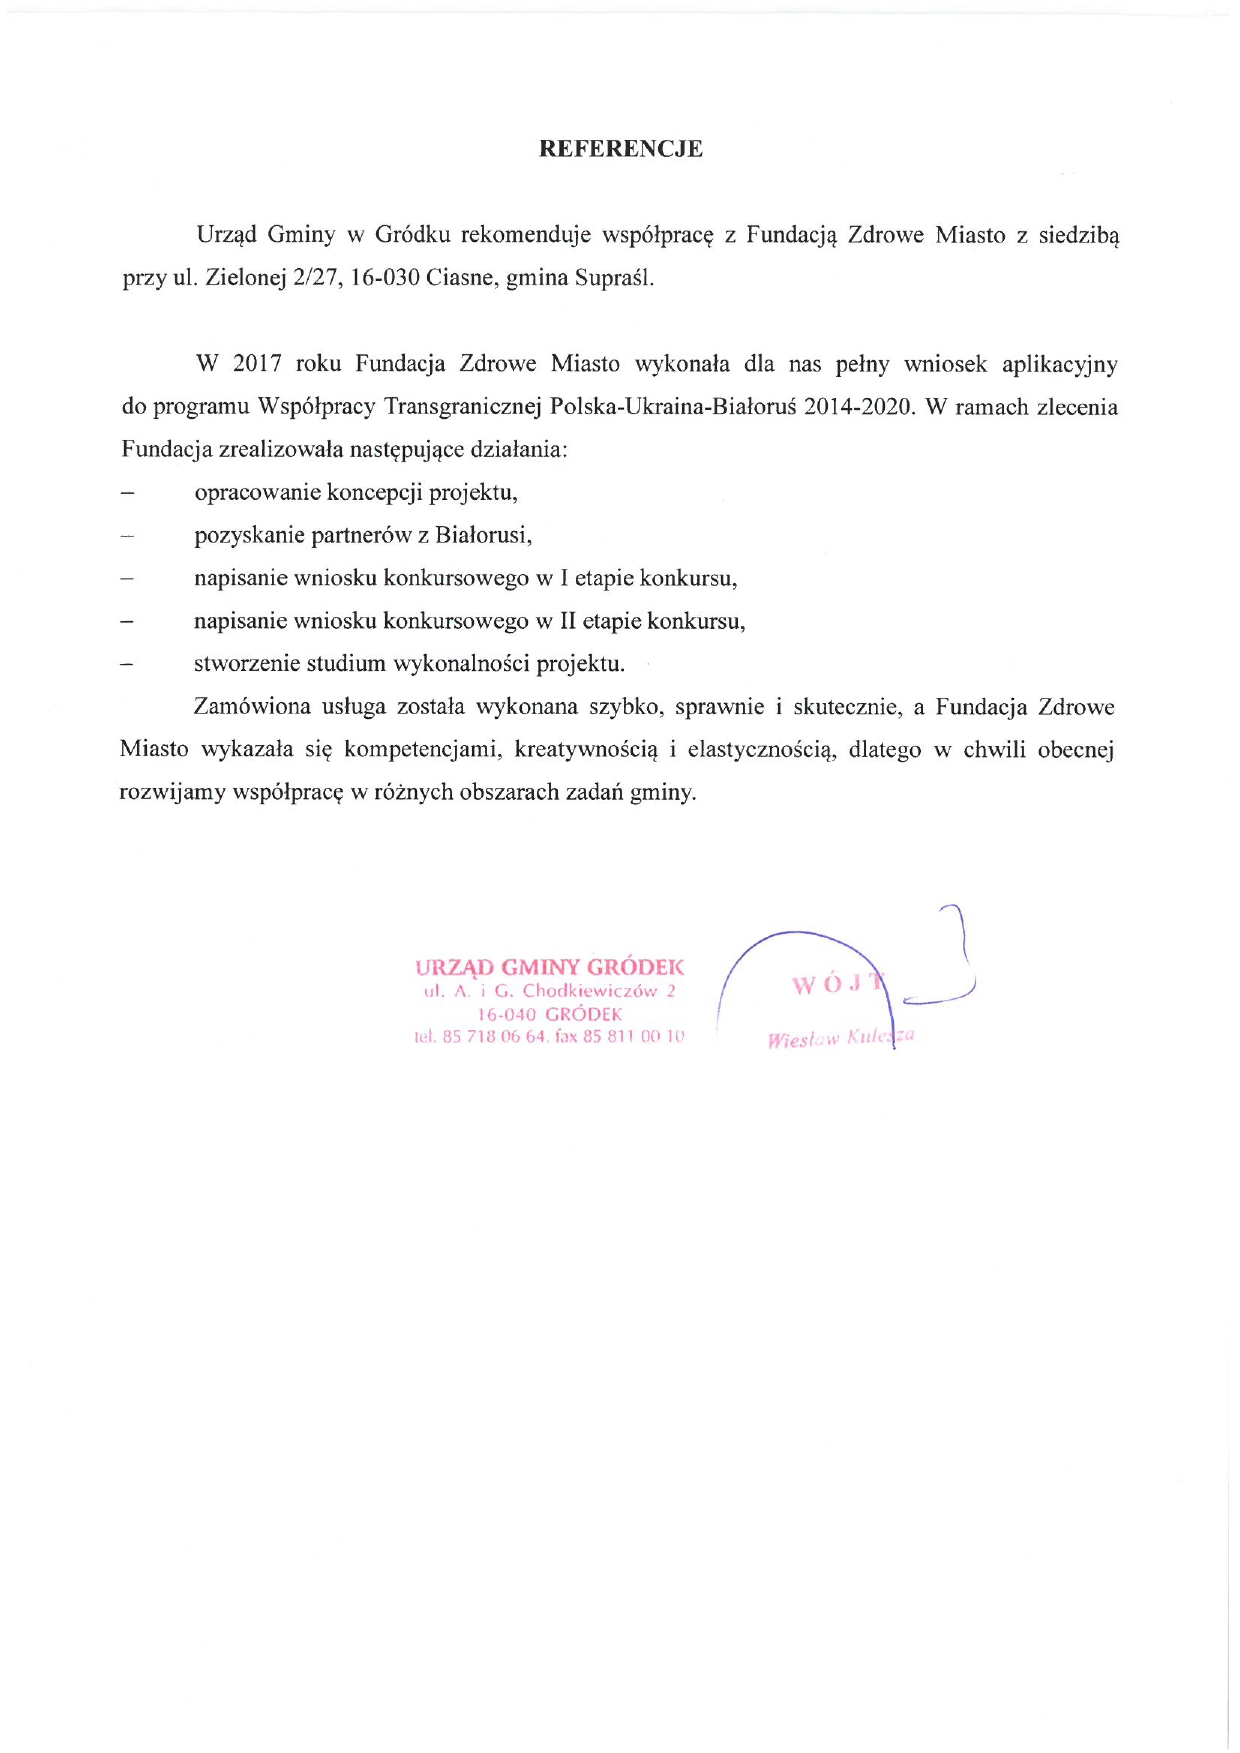 REFERENCJE
Urząd Gminy w Gródku rekomenduje współpracę z Fundacją Zdrowe Miasto z siedzibą
przy ul. Zielonej 2/27, 16-030 Ciasne, gmina Supraśl.
W 2017 roku Fundacja Zdrowe Miasto wykonała dla nas pełny wniosek aplikacyjny
do programu Współpracy Transgranicznej Polska-Ukraina-Białoruś 2014-2020. W ramach zlecenia
Fundacja zrealizowała następujące działania:
– opracowanie koncepcji projektu,
– pozyskanie partnerów z Białorusi,
– napisanie wniosku konkursowego w I etapie konkursu,
– napisanie wniosku konkursowego w II etapie konkursu,
– stworzenie studium wykonalności projektu.
Zamówiona usługa została wykonana szybko, sprawnie i skutecznie, a Fundacja Zdrowe
Miasto wykazała się kompetencjami, kreatywnością i elastycznością, dlatego w chwili obecnej
rozwijamy współpracę w różnych obszarach zadań gminy.
URZĄD GMINY GRÓDEK
ul. A. i G. Chodkiewiczów 2
16-040 GRÓDEK
tel. 85 718 06 64, fax 85 811 00 10
WÓJT
Wiesław Kulesza